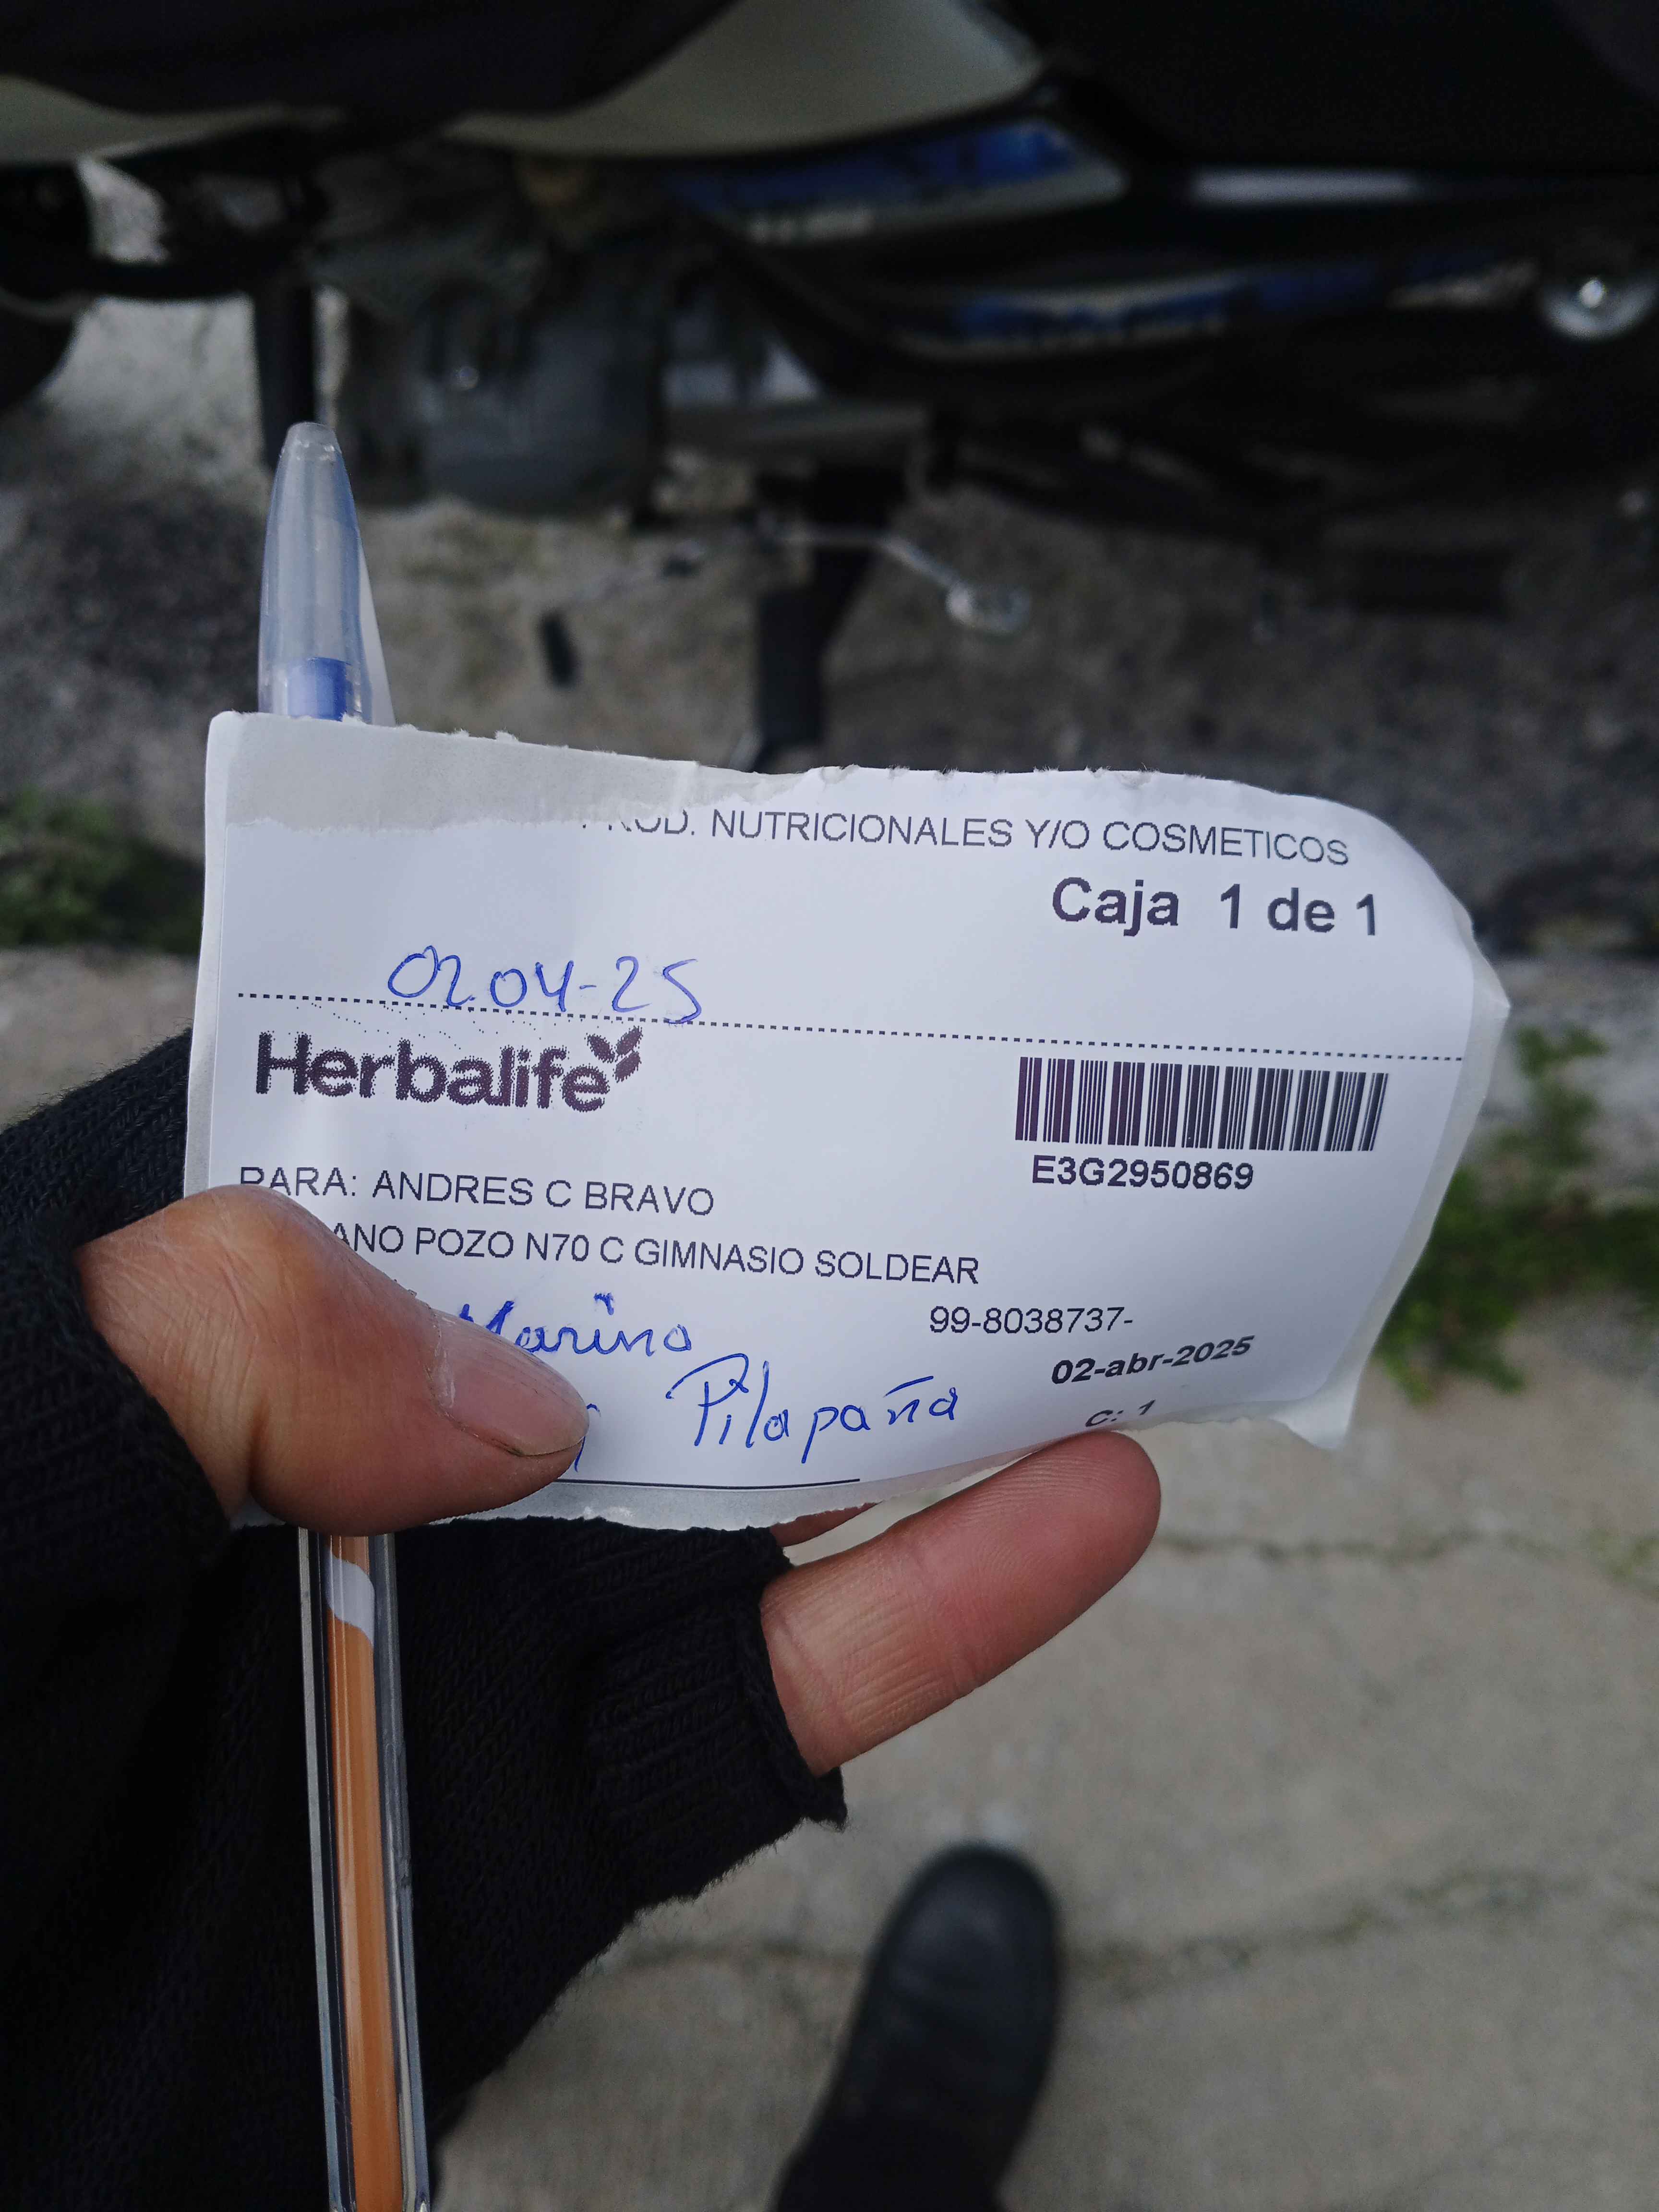 PROD. NUTRICIONALES Y/O COSMETICOS
Caja 1 de 1
02.04-25
Herbalife
E3G2950869
PARA: ANDRES C BRAVO
ANO POZO N70 C GIMNASIO SOLDEAR
Marino
99-8038737-
02-abr-2025
Pilapaña
C: 1